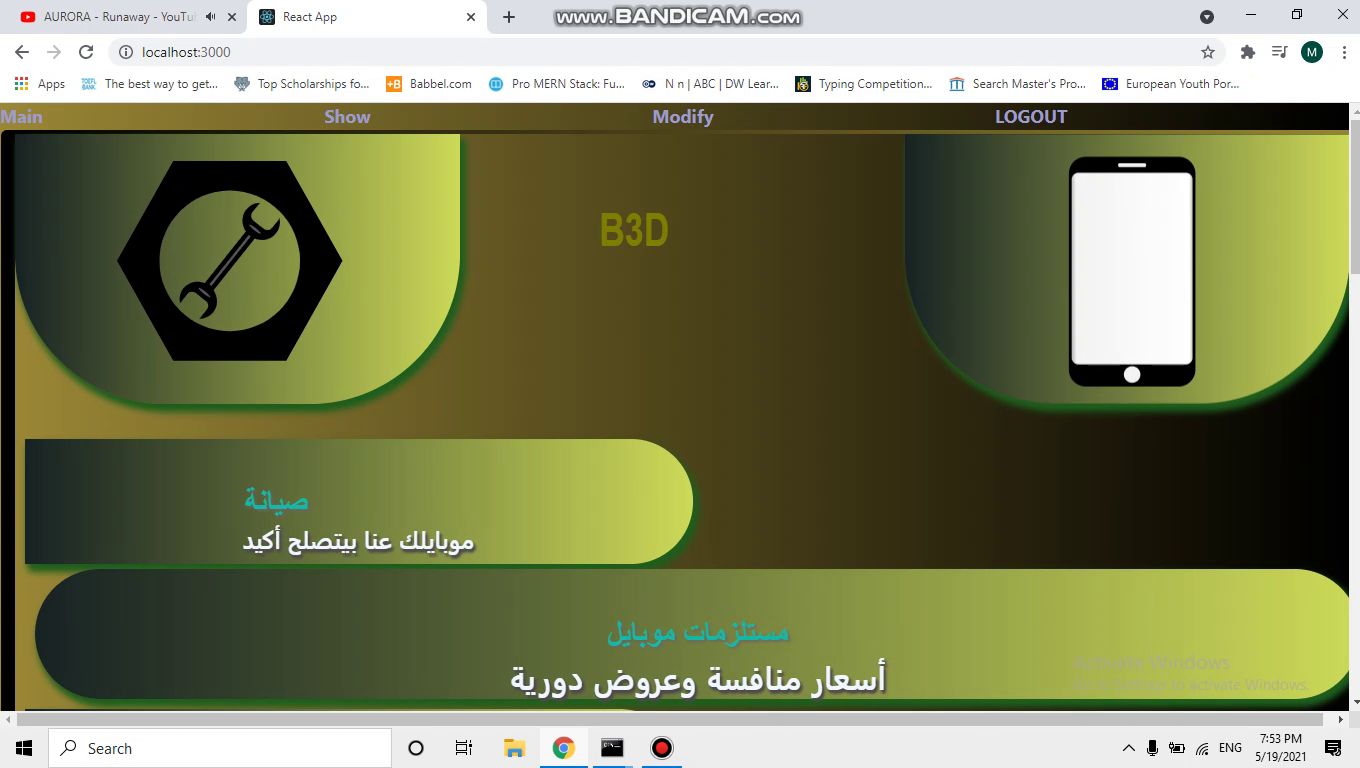 AURORA - Runaway - YouTu
React App
www.BANDICAM.com
localhost:3000
M
Apps
TOEFL BANK
The best way to get...
Top Scholarships fo...
+B
Babbel.com
Pro MERN Stack: Fu...
N n | ABC | DW Lear...
Typing Competition...
Search Master's Pro...
European Youth Por...
Main
Show
Modify
LOGOUT
B3D
صيانة
موبايلك عنا بيتصلح أكيد
مستلزمات موبايل
أسعار منافسة وعروض دورية
Activate Windows
Go to Settings to activate Windows.
Search
ENG
7:53 PM
5/19/2021